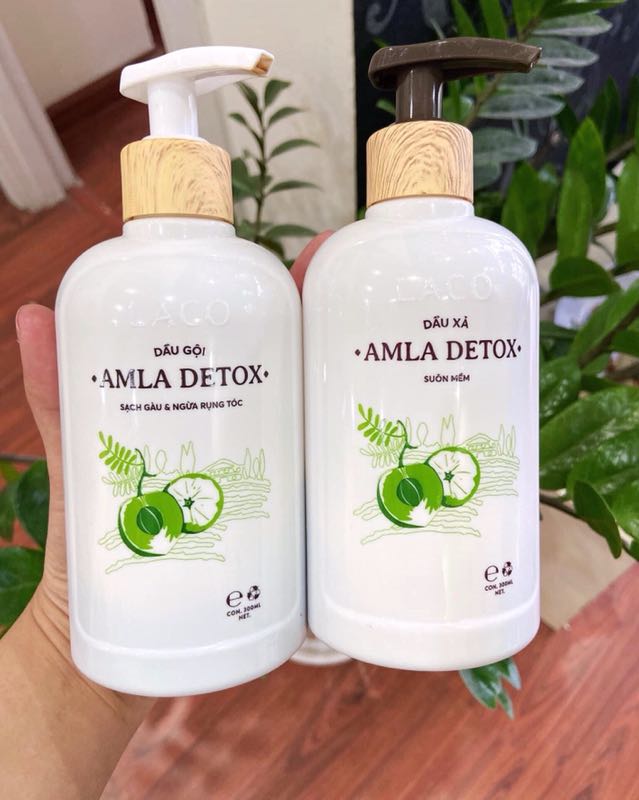 LACO
DẦU GỘI
AMLA DETOX
SẠCH GÀU & NGỪA RỤNG TÓC
e
CON. 300ML
NET.
LACO
DẦU XẢ
AMLA DETOX
SUÔN MỀM
e
CON. 300ML
NET.